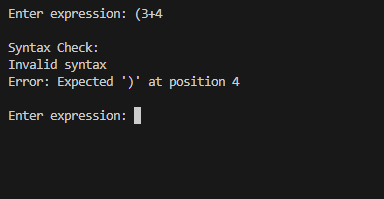 Enter expression: (3+4
Syntax Check:
Invalid syntax
Error: Expected ')' at position 4
Enter expression: